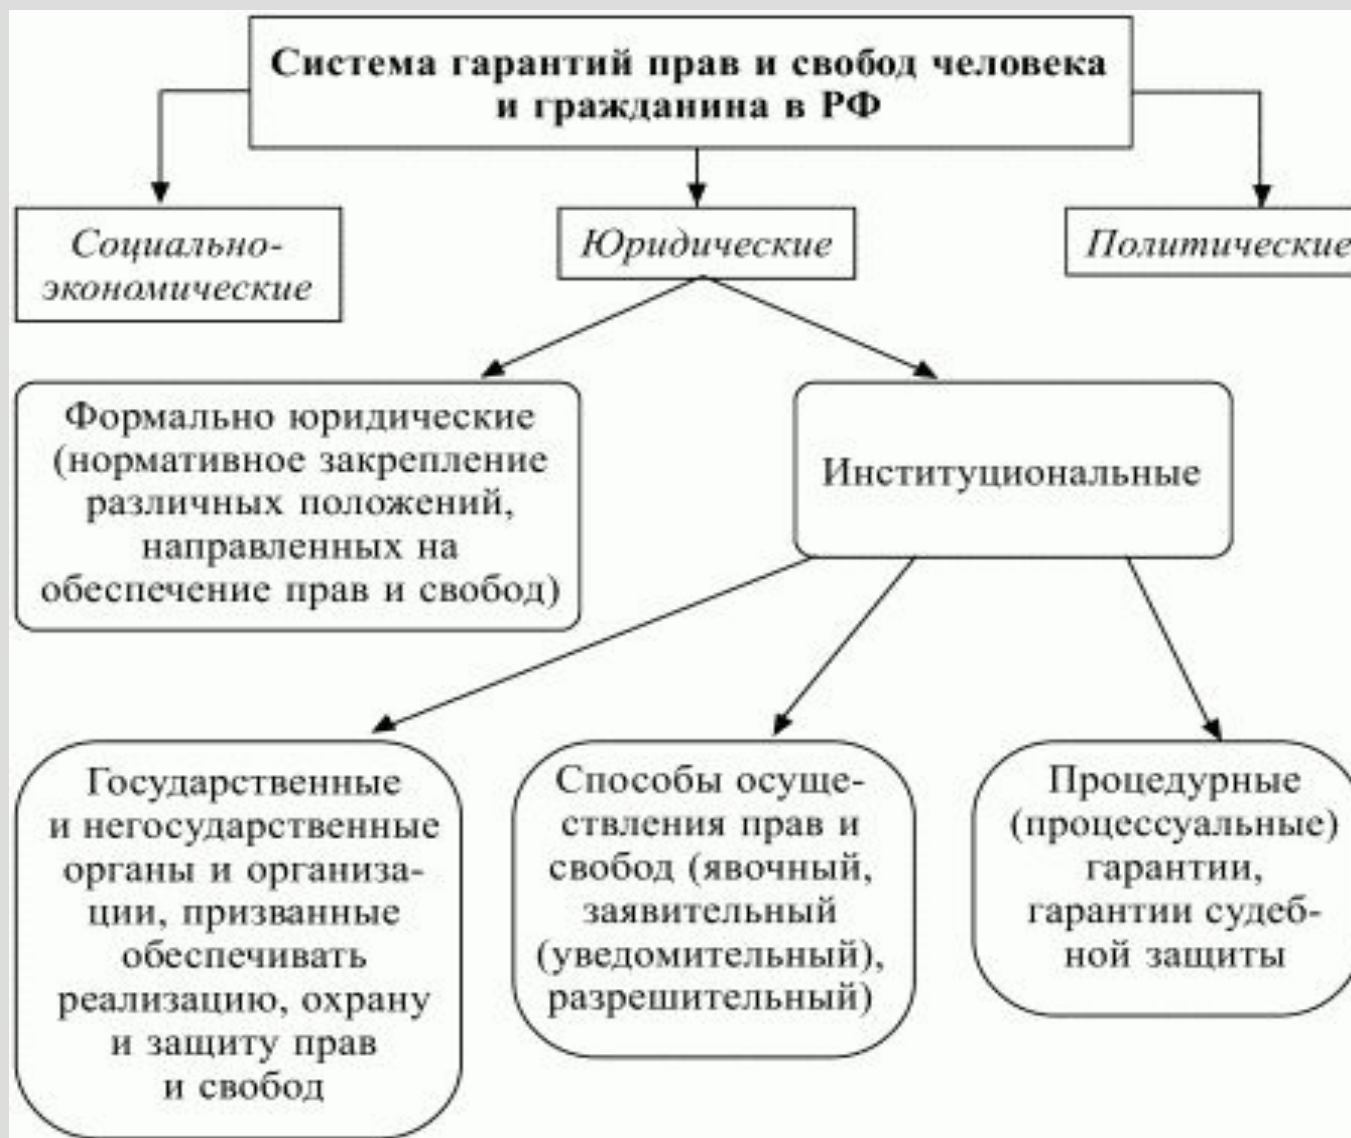 Система гарантий прав и свобод человека
и гражданина в РФ
Социально-
экономические
Юридические
Политические
Формально юридические
(нормативное закрепление
различных положений,
направленных на
обеспечение прав и свобод)
Институциональные
Государственные
и негосударственные
органы и организа-
ции, призванные
обеспечивать
реализацию, охрану
и защиту прав
и свобод
Способы осуще-
ствления прав и
свобод (явочный,
заявительный
(уведомительный),
разрешительный)
Процедурные
(процессуальные)
гарантии,
гарантии судеб-
ной защиты